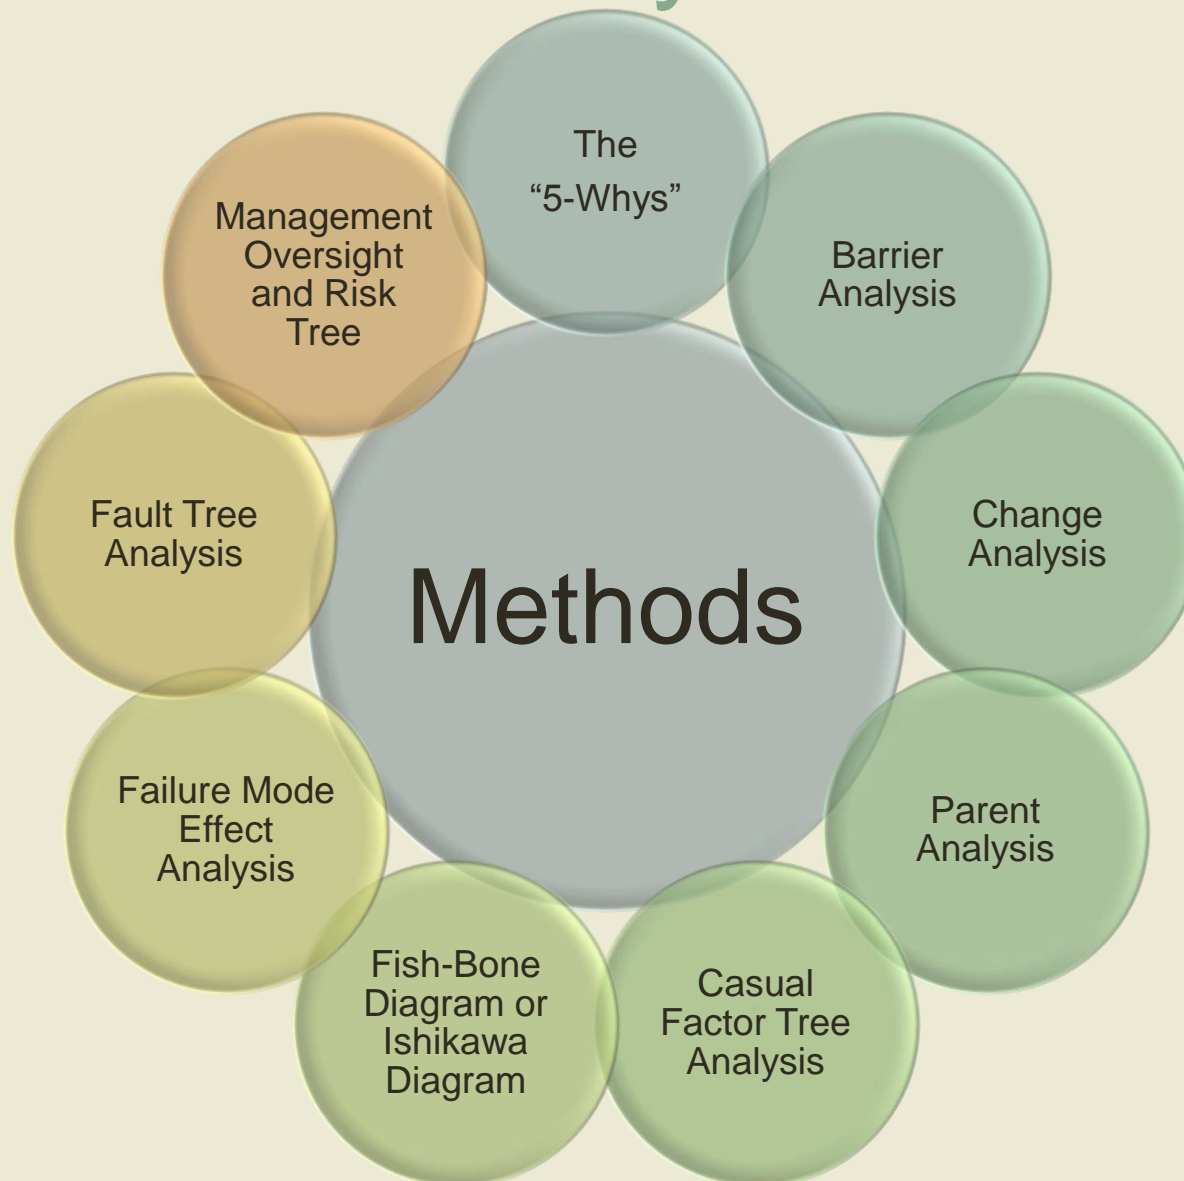 The
“5-Whys”
Barrier
Analysis
Change
Analysis
Parent
Analysis
Casual
Factor Tree
Analysis
Fish-Bone
Diagram or
Ishikawa
Diagram
Failure Mode
Effect
Analysis
Fault Tree
Analysis
Management
Oversight
and Risk
Tree
Methods